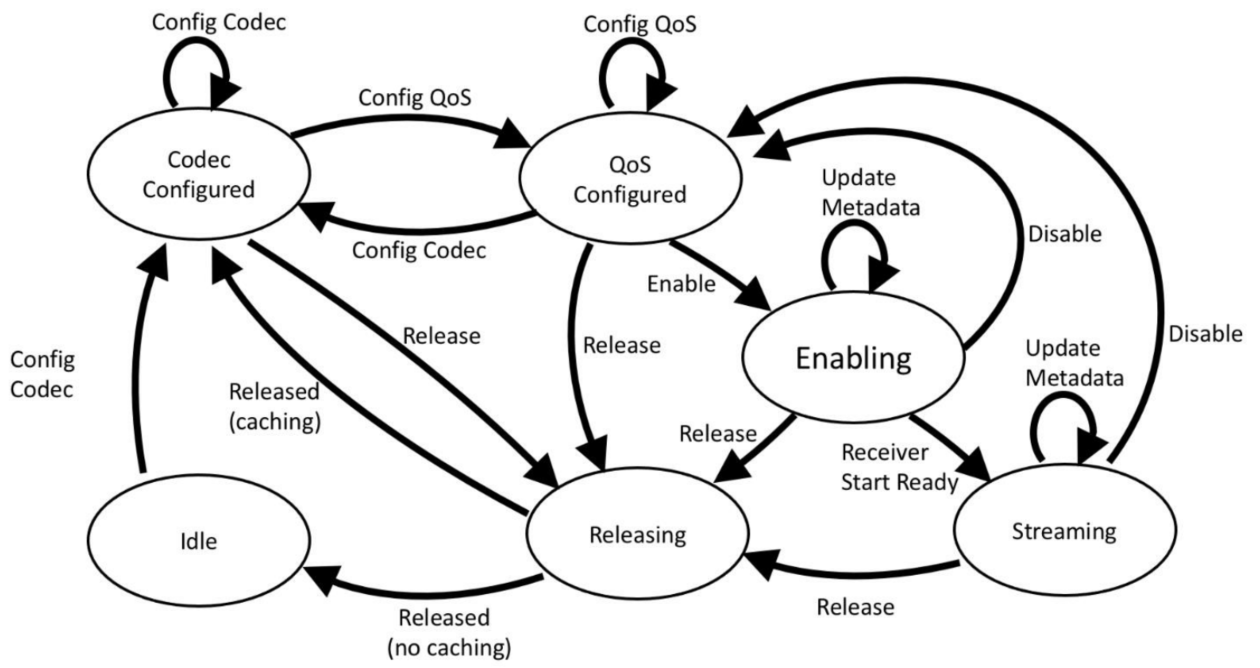 Config Codec
Config QoS
Config QoS
Codec
Configured
QoS
Configured
Update
Metadata
Disable
Config Codec
Enable
Config
Codec
Release
Release
Enabling
Update
Metadata
Disable
Released
(caching)
Release
Receiver
Start Ready
Idle
Releasing
Streaming
Released
(no caching)
Release